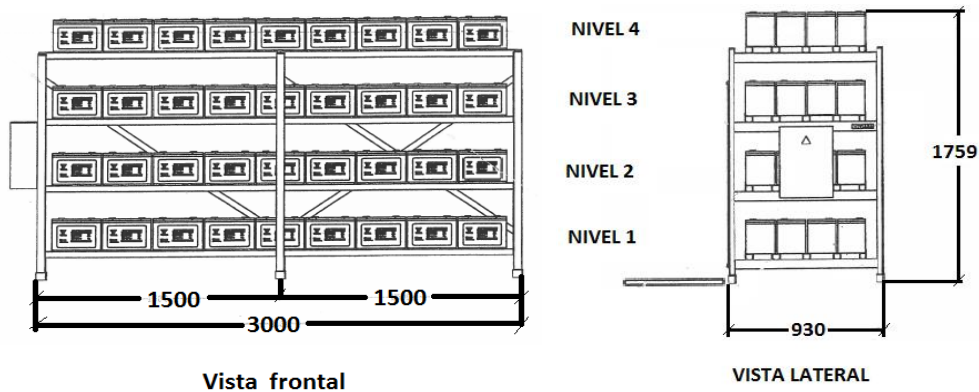 NIVEL 4
NIVEL 3
NIVEL 2
NIVEL 1
1500
1500
3000
Vista frontal
1759
930
VISTA LATERAL